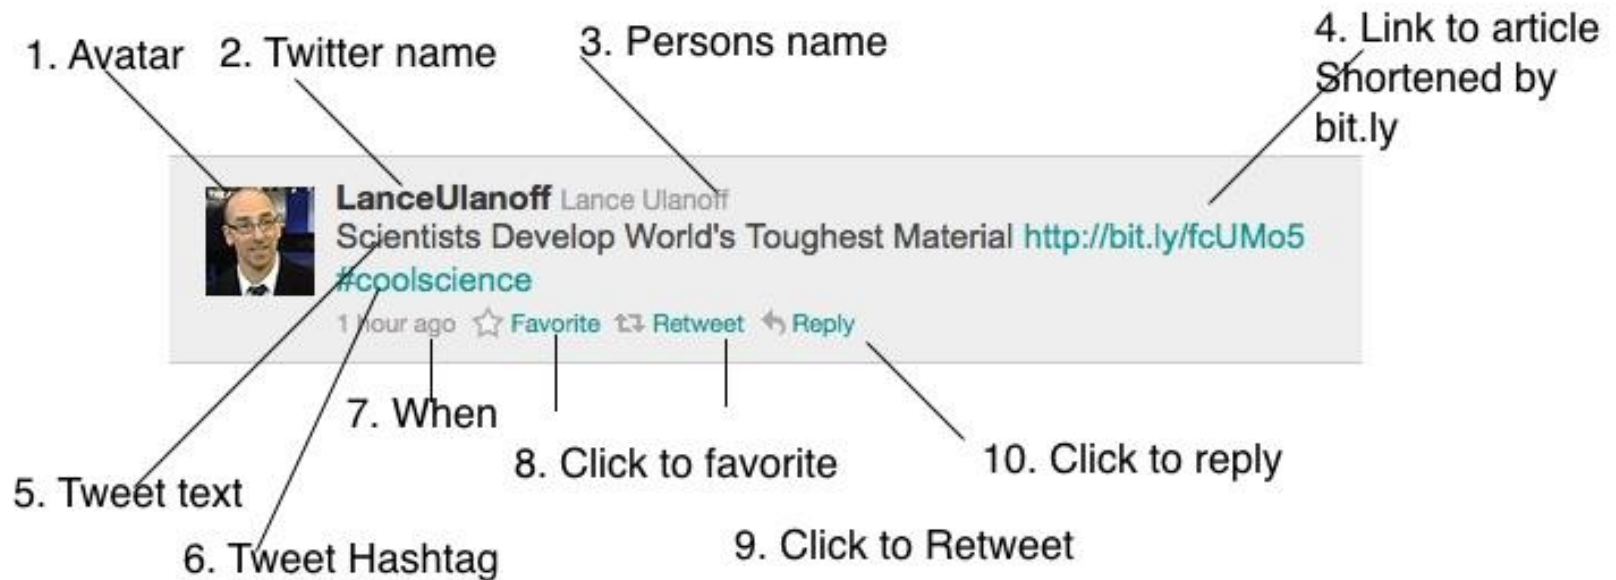 1. Avatar
2. Twitter name
3. Persons name
4. Link to article
Shortened by
bit.ly
LanceUlanoff Lance Ulanoff
Scientists Develop World's Toughest Material http://bit.ly/fcUMo5
#coolscience
1 hour ago Favorite Retweet Reply
7. When
8. Click to favorite
10. Click to reply
5. Tweet text
9. Click to Retweet
6. Tweet Hashtag